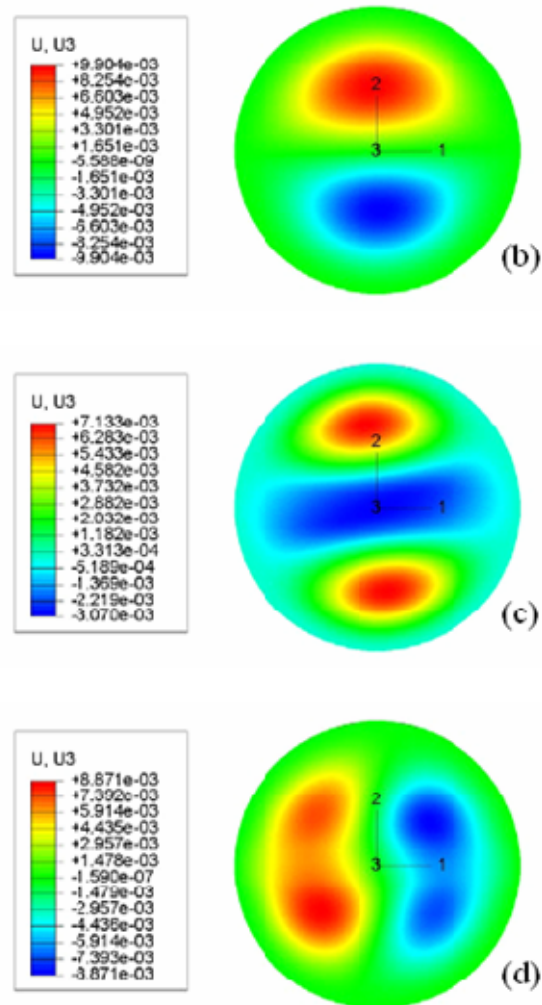 U, U3
+9.904e-03
+8.254e-03
+6.603e-03
+4.952e-03
+3.301e-03
+1.651e-03
-5.588e-09
-1.651e-03
-3.301e-03
-4.952e-03
-6.603e-03
-8.254e-03
-9.904e-03
2
3 1
(b)
U, U3
+7.133e-03
+6.283e-03
+5.433e-03
+4.582e-03
+3.732e-03
+2.882e-03
+2.032e-03
+1.182e-03
+3.313e-04
-5.189e-04
-1.369e-03
-2.219e-03
-3.070e-03
2
3 1
(c)
U, U3
+8.871e-03
+7.392e-03
+5.914e-03
+4.435e-03
+2.957e-03
+1.478e-03
-1.590e-07
-1.479e-03
-2.957e-03
-4.436e-03
-5.914e-03
-7.393e-03
-8.871e-03
2
3 1
(d)